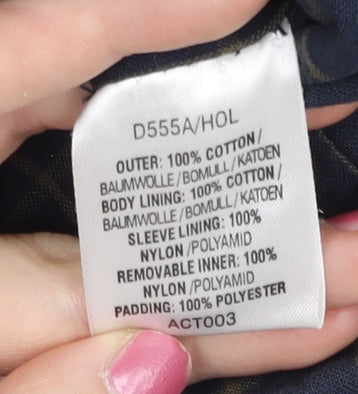 D555A/HOL
OUTER: 100% COTTON/
BAUMWOLLE/BOMULL/KATOEN
BODY LINING: 100% COTTON/
BAUMWOLLE/BOMULL/KATOEN
SLEEVE LINING: 100%
NYLON/POLYAMID
REMOVABLE INNER: 100%
NYLON/POLYAMID
PADDING: 100% POLYESTER
ACT003